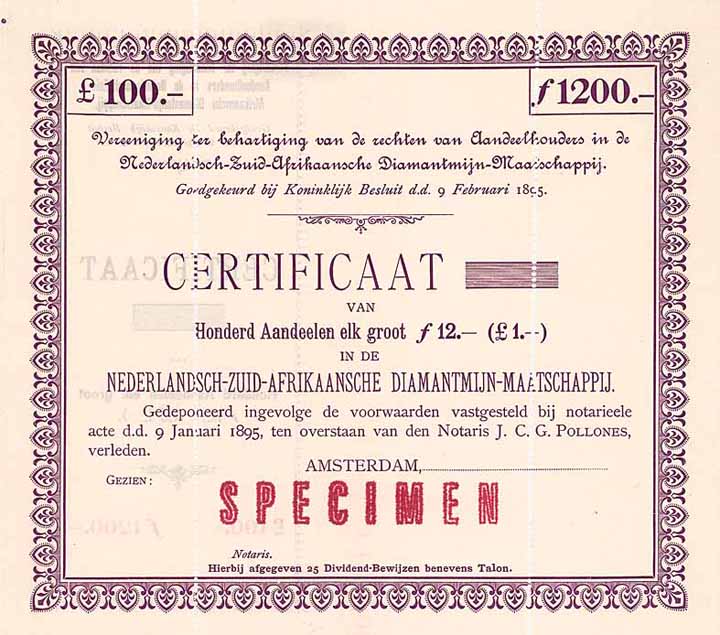 £ 100.-
ƒ 1200.-
Vereeniging ter behartiging van de rechten van Aandeelhouders in de
Nederlandsch-Zuid-Afrikaansche Diamantmijn-Maatschappij.
Goedgekeurd bij Koninklijk Besluit d.d. 9 Februari 1895.
CERTIFICAAT
VAN
Honderd Aandeelen elk groot ƒ 12.— (£ 1.--)
IN DE
NEDERLANDSCH-ZUID-AFRIKAANSCHE DIAMANTMIJN-MAATSCHAPPIJ.
Gedeponeerd ingevolge de voorwaarden vastgesteld bij notarieele
acte d.d. 9 Januari 1895, ten overstaan van den Notaris J. C. G. POLLONES,
verleden.
AMSTERDAM,
GEZIEN:
SPECIMEN
Notaris.
Hierbij afgegeven 25 Dividend-Bewijzen benevens Talon.